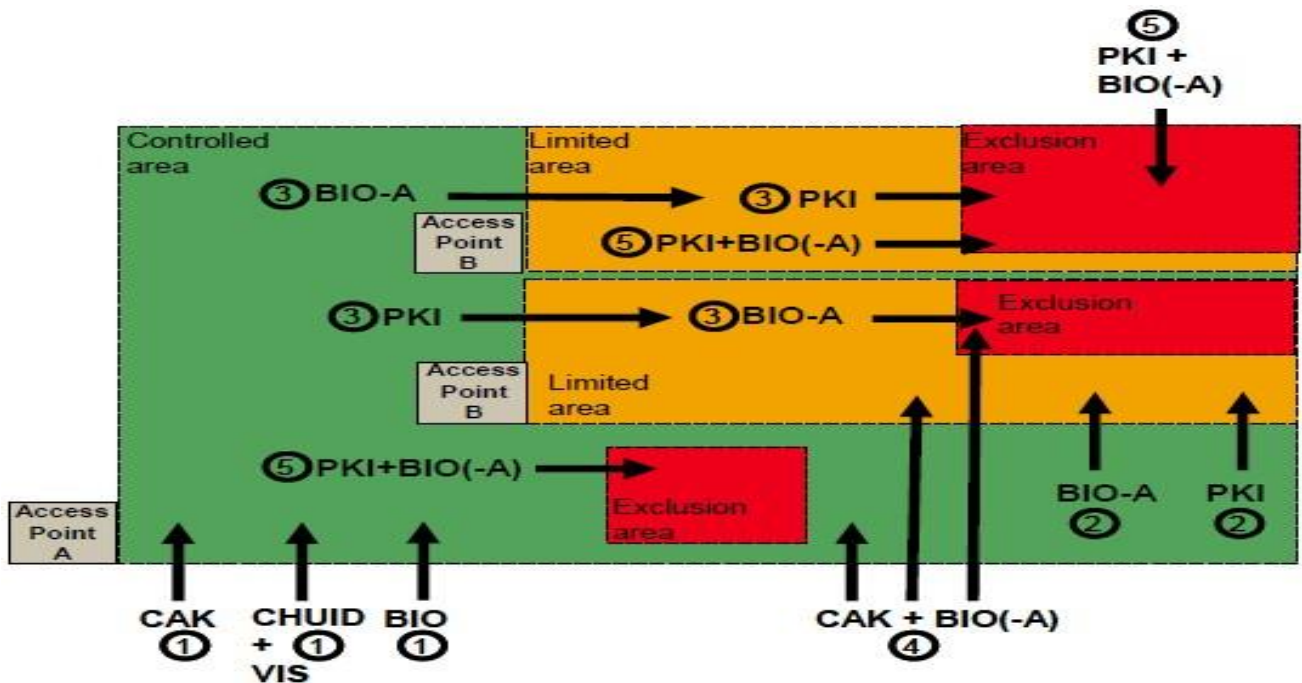 ⑤
PKI +
BIO(-A)
Controlled
area
Limited
area
Exclusion
area
③ BIO-A
③ PKI
Access
Point
B
⑤ PKI+BIO(-A)
③ PKI
③ BIO-A
Exclusion
area
Access
Point
B
Limited
area
⑤ PKI+BIO(-A)
Exclusion
area
BIO-A
②
PKI
②
Access
Point
A
CAK
①
CHUID
+ ①
VIS
BIO
①
CAK + BIO(-A)
④